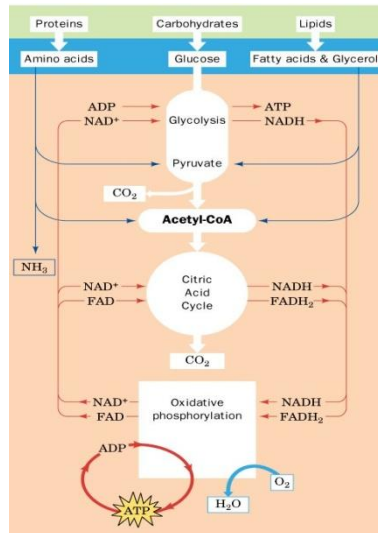 Proteins Carbohydrates Lipids
Amino acids Glucose Fatty acids & Glycerol
ADP ATP
NAD⁺ Glycolysis NADH
Pyruvate
CO₂
Acetyl-CoA
NH₃
Citric
NAD⁺ Acid NADH
FAD Cycle FADH₂
CO₂
NAD⁺ Oxidative NADH
FAD phosphorylation FADH₂
ADP
O₂
ATP H₂O